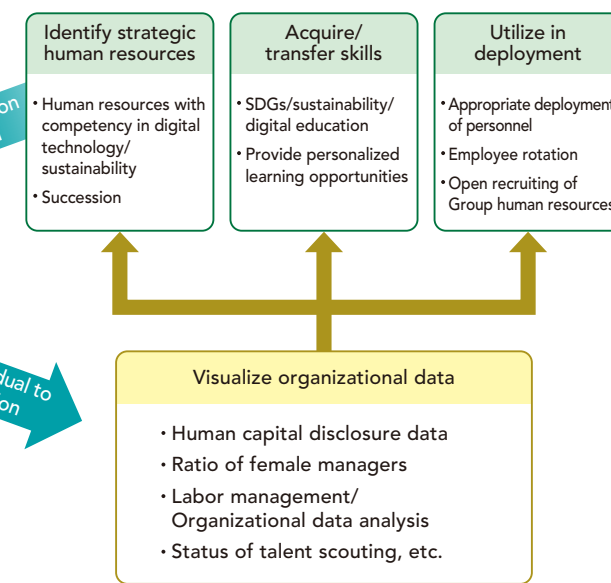 Identify strategic
human resources
• Human resources with
competency in digital
technology/
sustainability
• Succession
Acquire/
transfer skills
• SDGs/sustainability/
digital education
• Provide personalized
learning opportunities
Utilize in
deployment
• Appropriate deployment
of personnel
• Employee rotation
• Open recruiting of
Group human resources
to
Visualize organizational data
• Human capital disclosure data
• Ratio of female managers
• Labor management/
Organizational data analysis
• Status of talent scouting, etc.